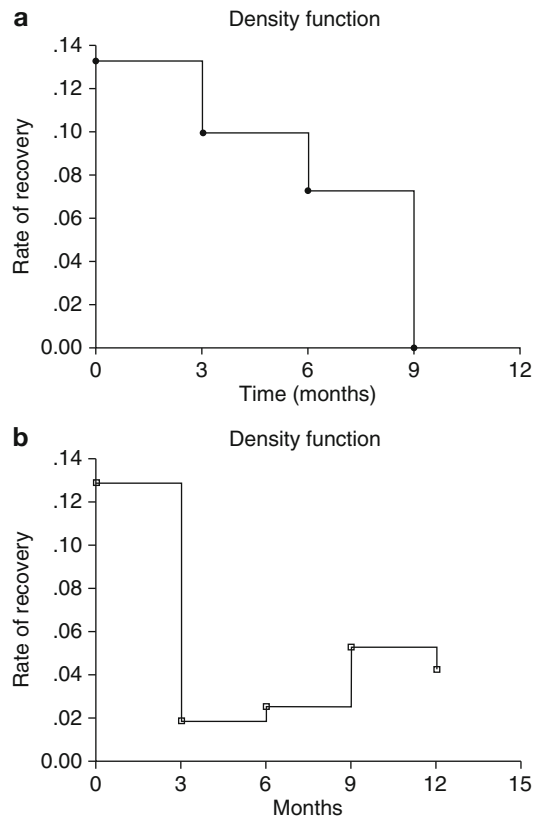 a
Density function
Rate of recovery
.14
.12
.10
.08
.06
.04
.02
0.00
0 3 6 9 12
Time (months)
b
Density function
Rate of recovery
.14
.12
.10
.08
.06
.04
.02
0.00
0 3 6 9 12 15
Months